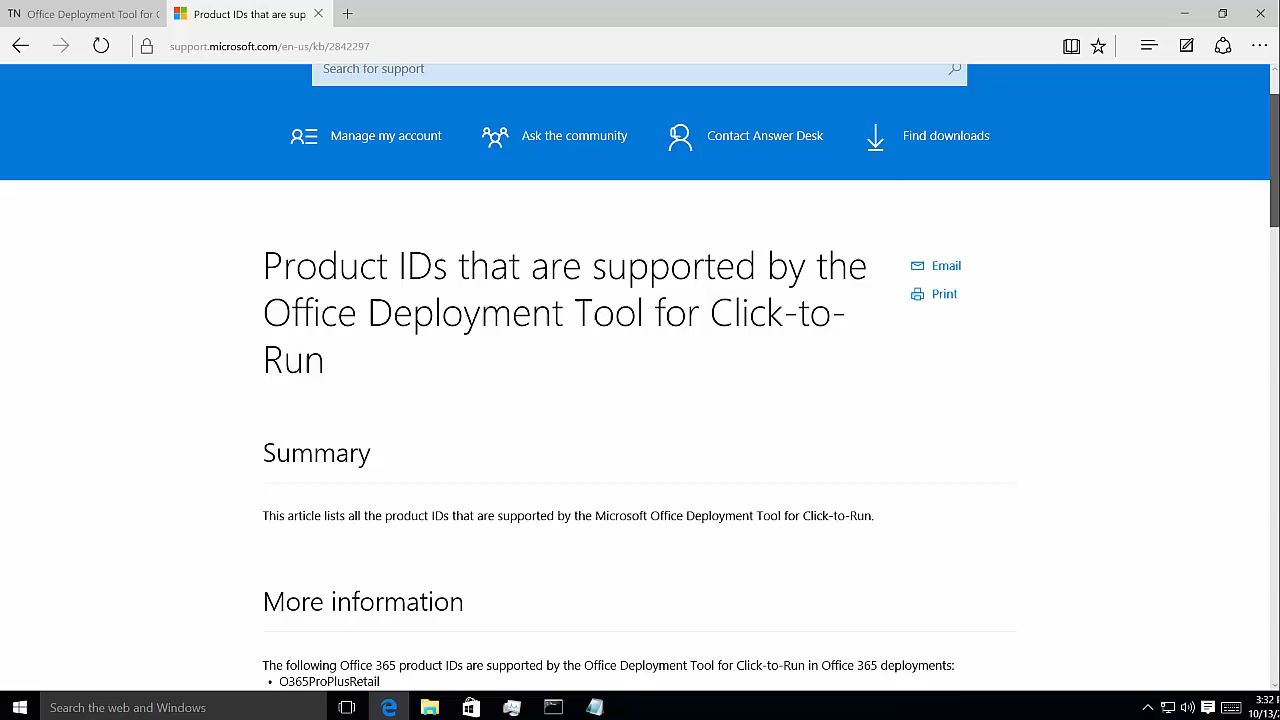 TN Office Deployment Tool for C
Product IDs that are sup
support.microsoft.com/en-us/kb/2842297
Search for support
Manage my account
Ask the community
Contact Answer Desk
Find downloads
Product IDs that are supported by the
Office Deployment Tool for Click-to-
Run
Email
Print
Summary
This article lists all the product IDs that are supported by the Microsoft Office Deployment Tool for Click-to-Run.
More information
The following Office 365 product IDs are supported by the Office Deployment Tool for Click-to-Run in Office 365 deployments:
• O365ProPlusRetail
Search the web and Windows
3:32
10/13/